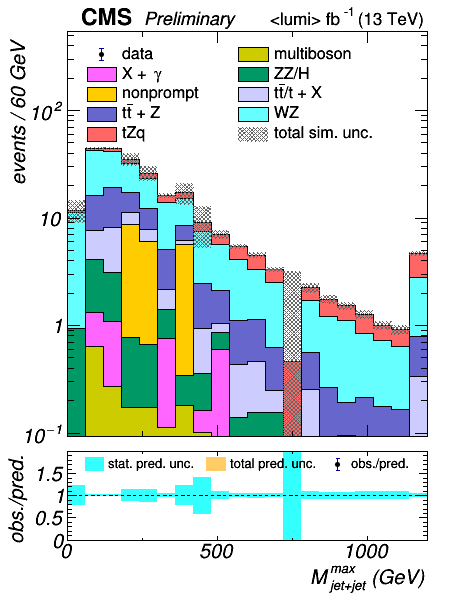 CMS Preliminary <lumi> fb⁻¹ (13 TeV)
events / 60 GeV
10²
10
1
10⁻¹
data
X + γ
nonprompt
tt̄ + Z
tZq
multiboson
ZZ/H
tt̄/t + X
WZ
total sim. unc.
obs./pred.
1.5
1
0.5
0
stat. pred. unc. total pred. unc. obs./pred.
0 500 1000
M^max_jet+jet (GeV)